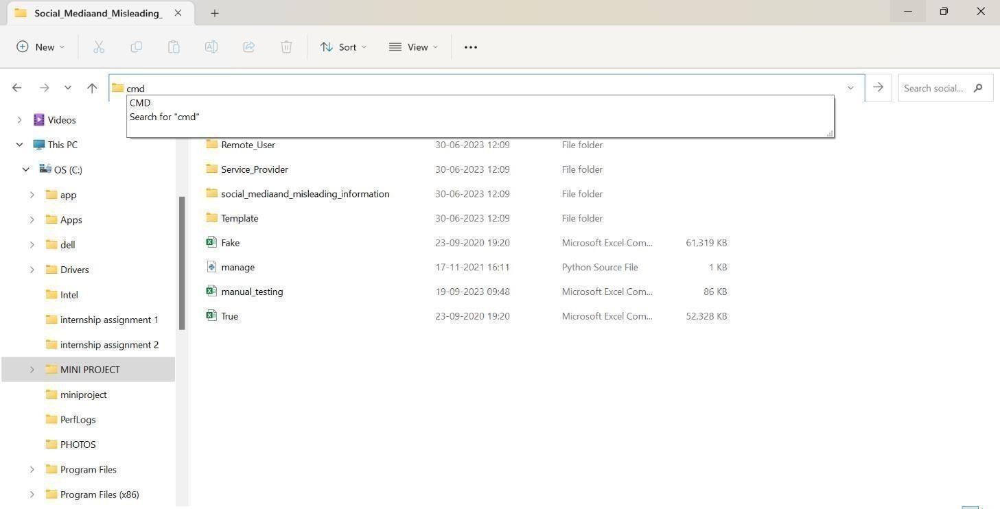 Social_Mediaand_Misleading_
New
Sort
View
cmd
Search social...
CMD
Search for "cmd"
Videos
This PC
OS (C:)
app
Apps
dell
Drivers
Intel
internship assignment 1
internship assignment 2
MINI PROJECT
miniproject
PerfLogs
PHOTOS
Program Files
Program Files (x86)
Remote_User 30-06-2023 12:09 File folder
Service_Provider 30-06-2023 12:09 File folder
social_mediaand_misleading_information 30-06-2023 12:09 File folder
Template 30-06-2023 12:09 File folder
Fake 23-09-2020 19:20 Microsoft Excel Com... 61,319 KB
manage 17-11-2021 16:11 Python Source File 1 KB
manual_testing 19-09-2023 09:48 Microsoft Excel Com... 86 KB
True 23-09-2020 19:20 Microsoft Excel Com... 52,328 KB